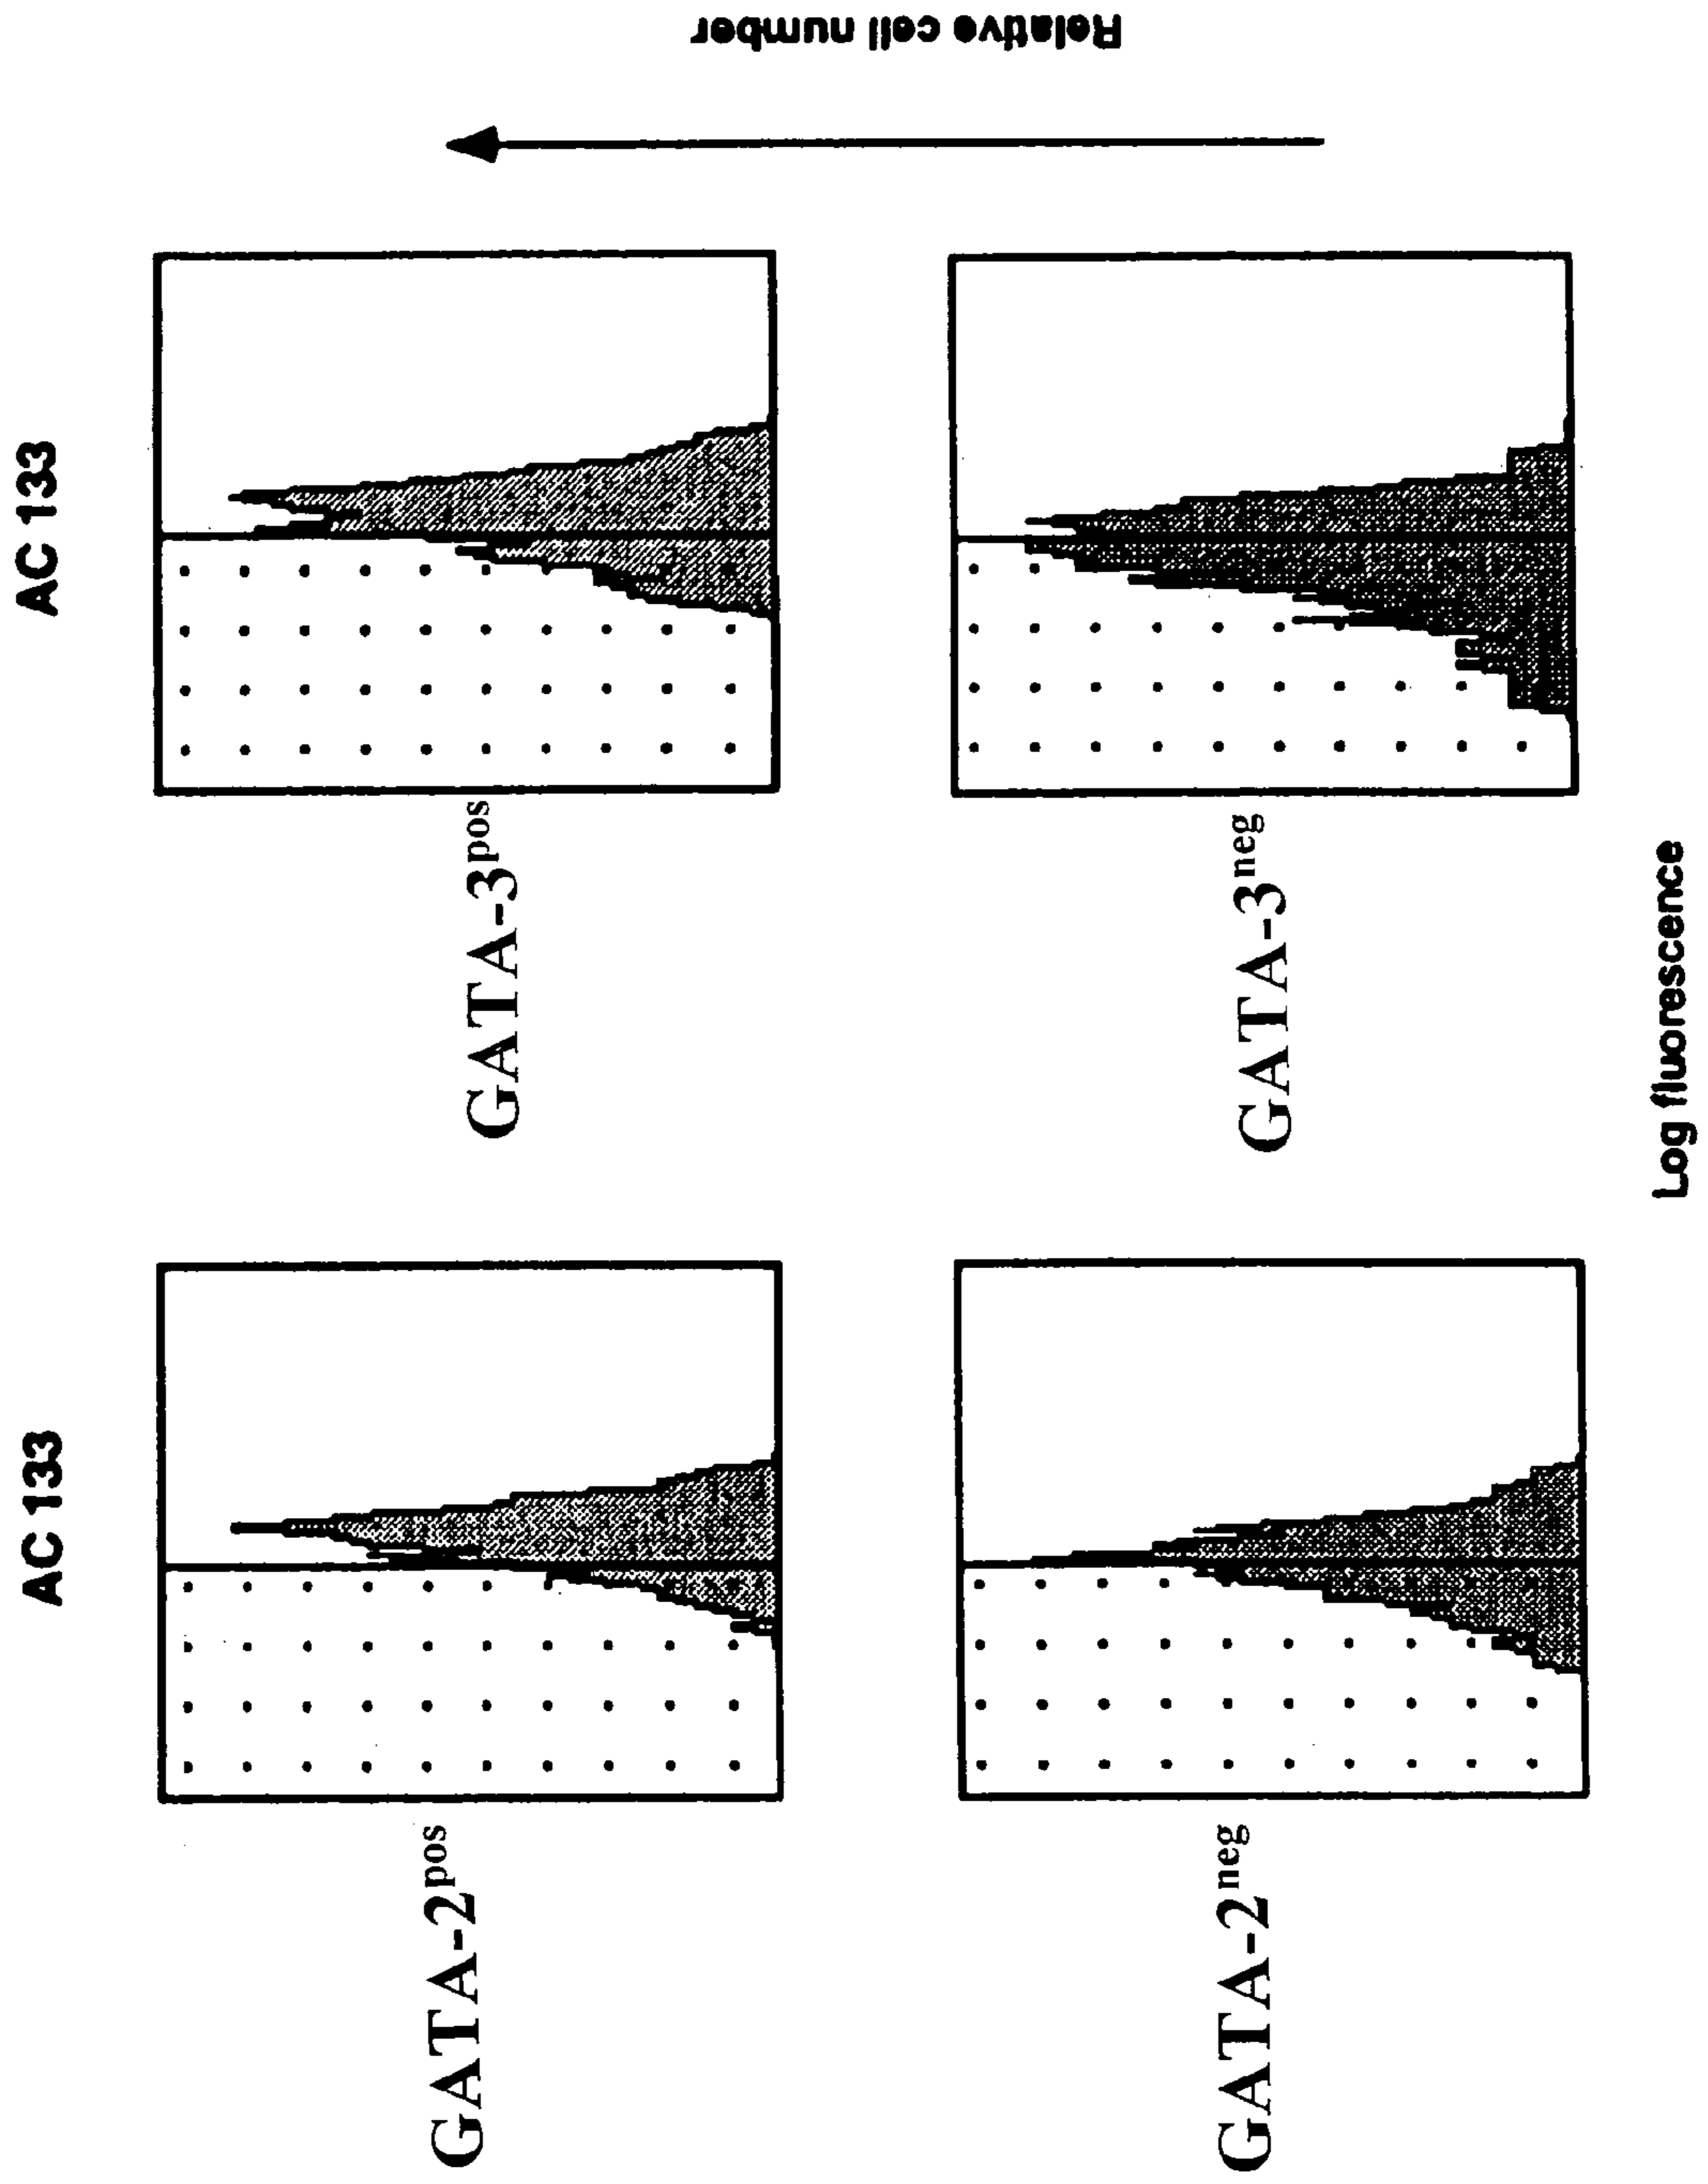 AC 133
AC 133
GATA-2pos
GATA-3pos
GATA-2neg
GATA-3neg
Relative cell number
Log fluorescence